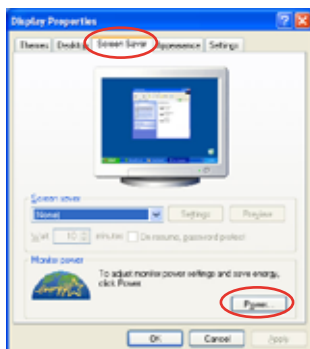 Display Properties
Themes Desktop Screen Saver Appearance Settings
Screen saver
(None) Settings Preview
Wait 10 minutes On resume, password protect
Monitor power
To adjust monitor power settings and save energy,
click Power.
Power...
OK Cancel Apply